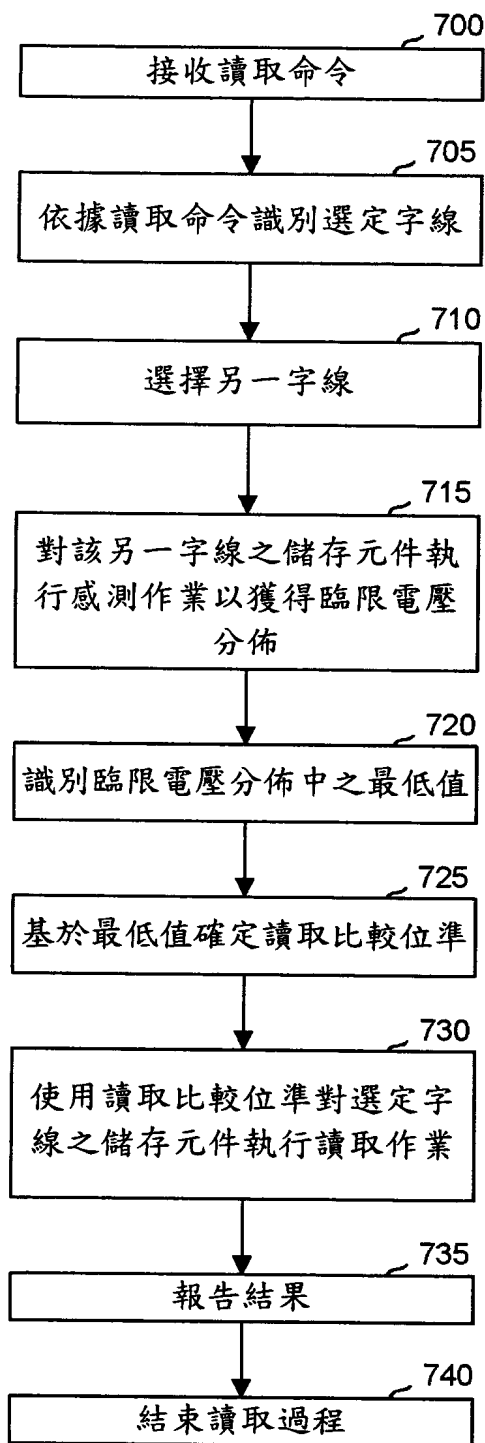 700
接收讀取命令
705
依據讀取命令識別選定字線
710
選擇另一字線
715
對該另一字線之儲存元件執
行感測作業以獲得臨限電壓
分佈
720
識別臨限電壓分佈中之最低值
725
基於最低值確定讀取比較位準
730
使用讀取比較位準對選定字
線之儲存元件執行讀取作業
735
報告結果
740
結束讀取過程